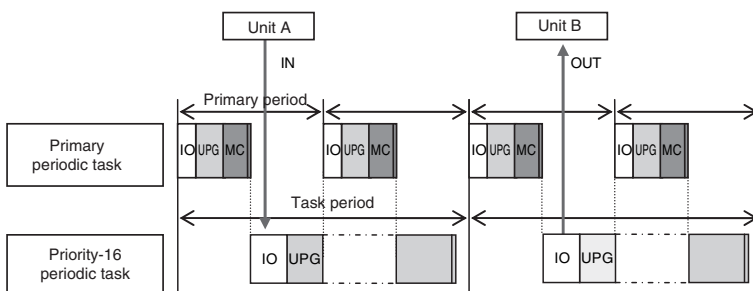 Unit A
Unit B
IN
OUT
Primary period
Primary
periodic task
IO UPG MC
IO UPG MC
IO UPG MC
IO UPG MC
Task period
Priority-16
periodic task
IO UPG
IO UPG